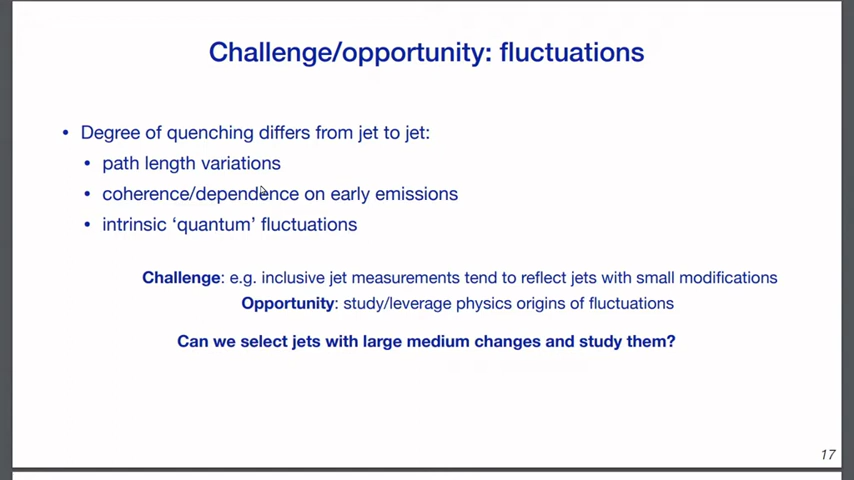 Challenge/opportunity: fluctuations
• Degree of quenching differs from jet to jet:
• path length variations
• coherence/dependence on early emissions
• intrinsic ‘quantum’ fluctuations
Challenge: e.g. inclusive jet measurements tend to reflect jets with small modifications
Opportunity: study/leverage physics origins of fluctuations
Can we select jets with large medium changes and study them?
17